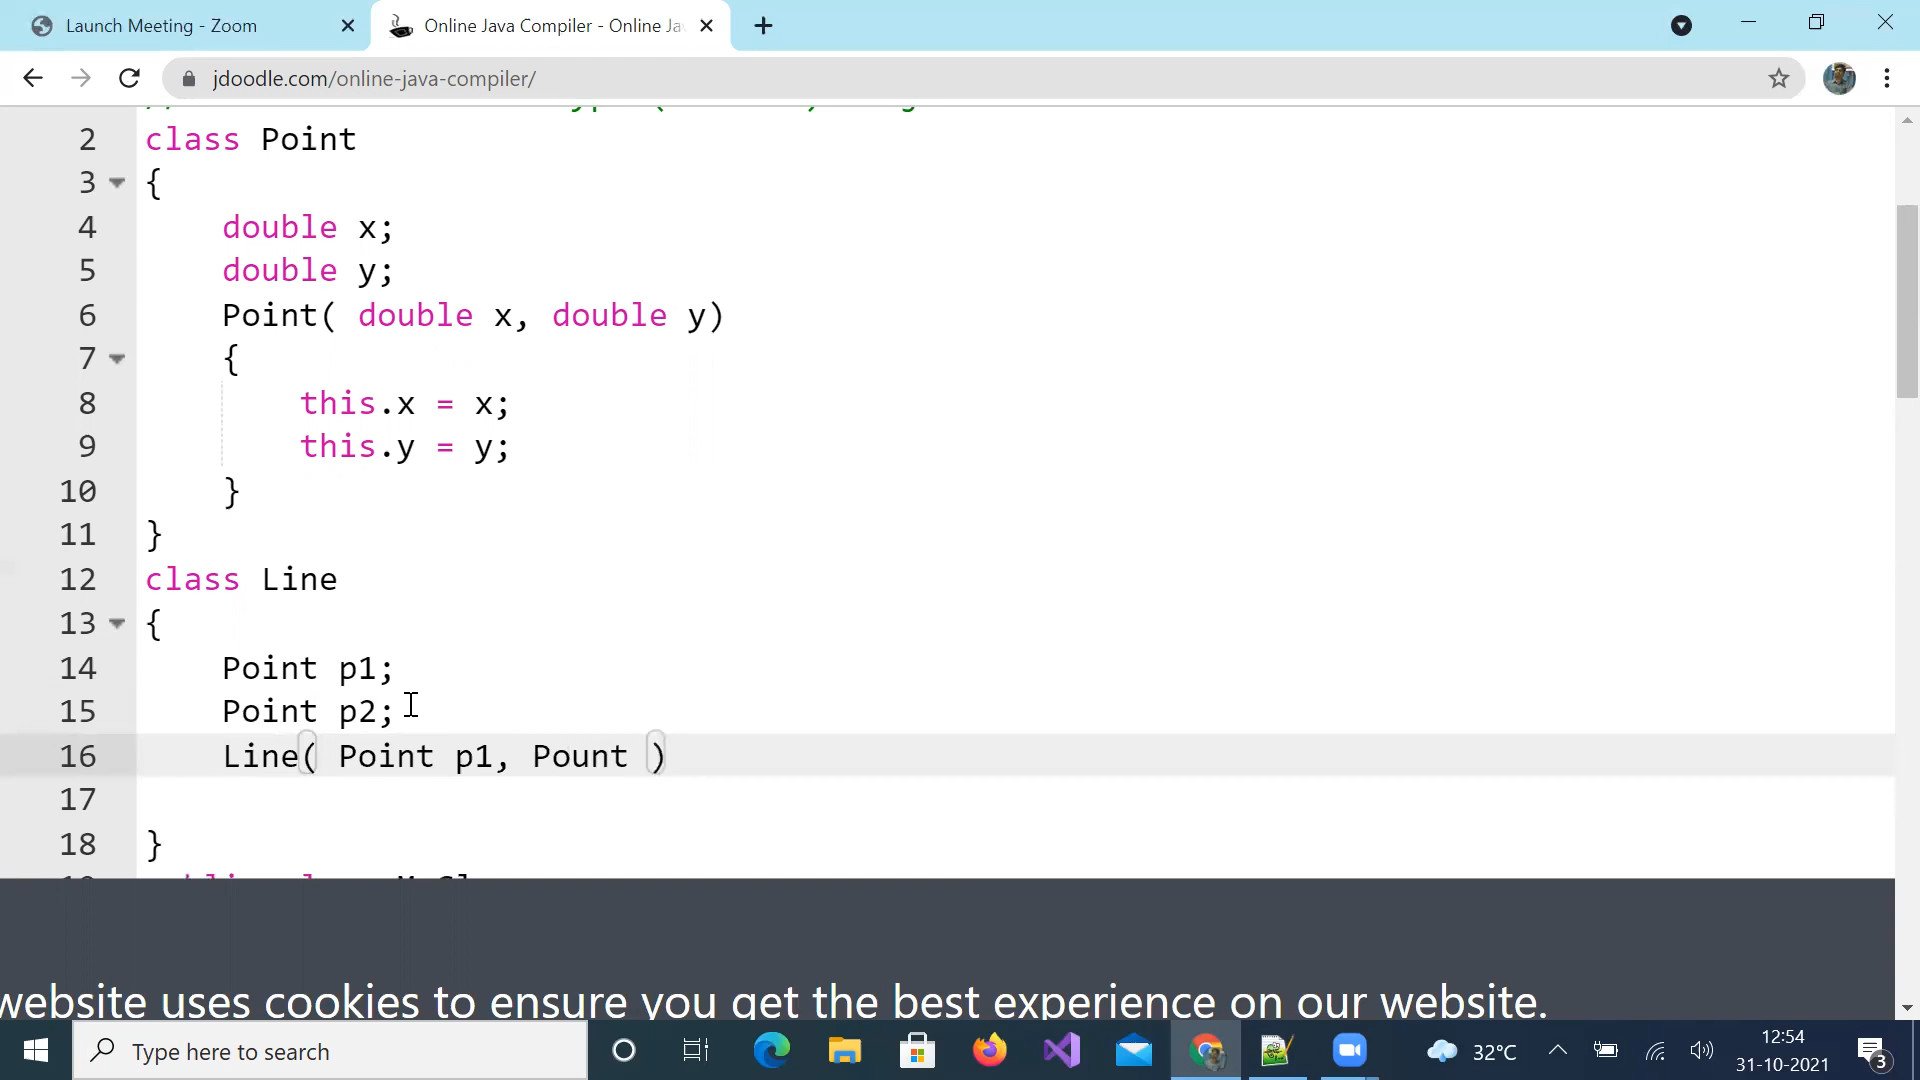 Launch Meeting - Zoom
Online Java Compiler - Online Ja
jdoodle.com/online-java-compiler/
2 class Point
3 {
4 double x;
5 double y;
6 Point( double x, double y)
7 {
8 this.x = x;
9 this.y = y;
10 }
11 }
12 class Line
13 {
14 Point p1;
15 Point p2;
16 Line( Point p1, Pount )
17
18 }
website uses cookies to ensure you get the best experience on our website.
Type here to search
32°C
12:54
31-10-2021
3